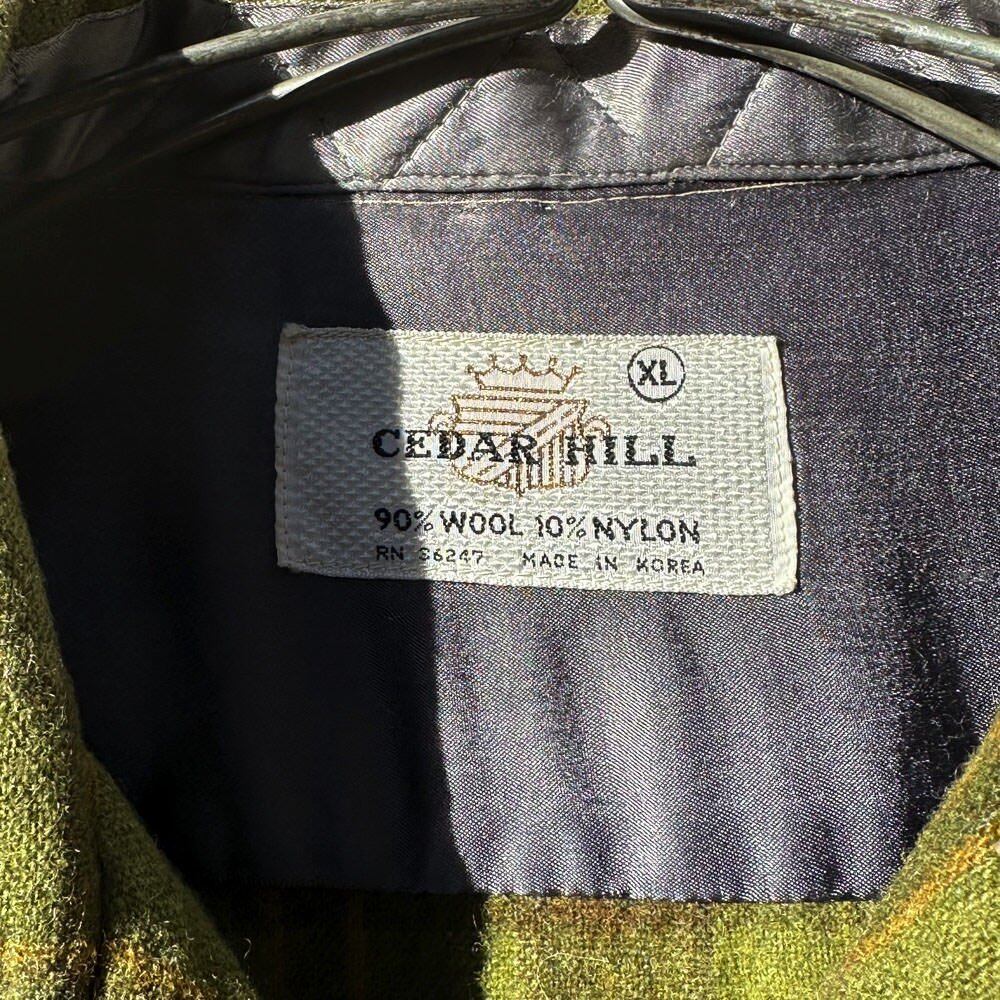 XL
CEDAR HILL
90% WOOL 10% NYLON
RN 36247 MADE IN KOREA